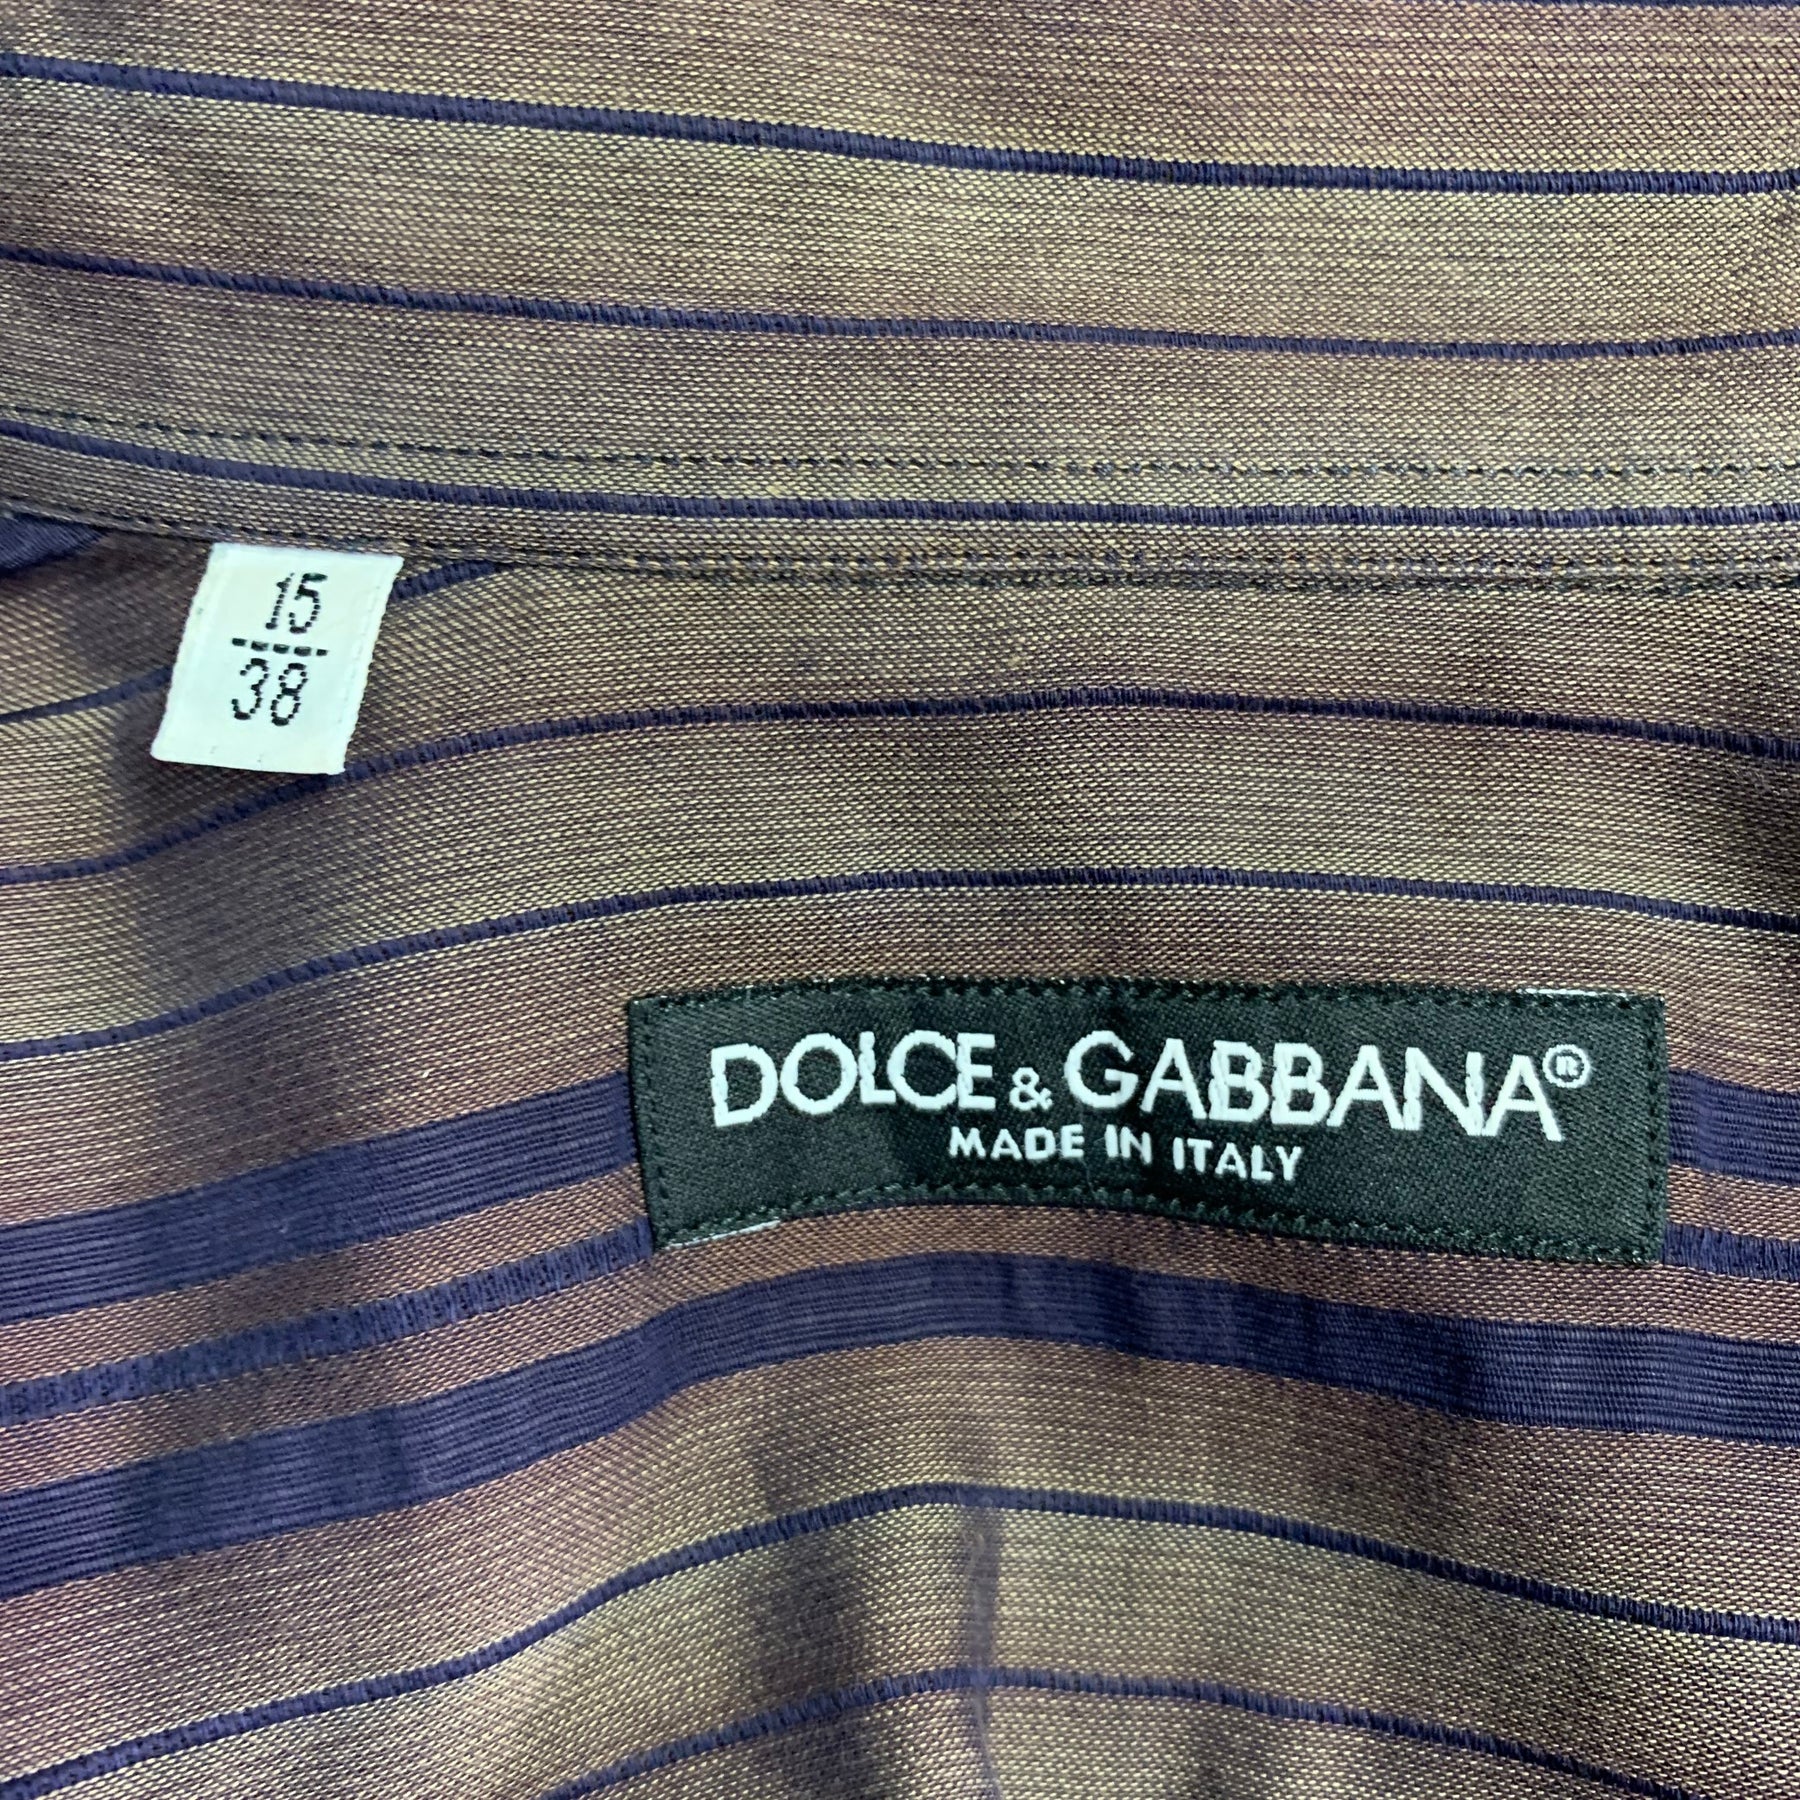 15
38
DOLCE & GABBANA®
MADE IN ITALY